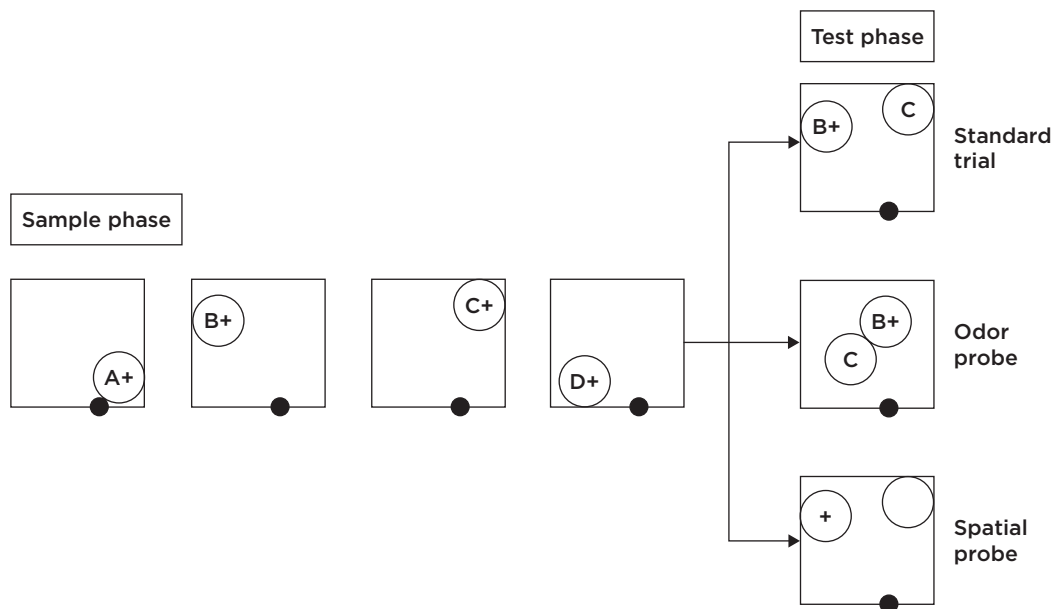 Test phase
B+
C
Standard
trial
Sample phase
A+
B+
C+
D+
B+
C
Odor
probe
+
Spatial
probe